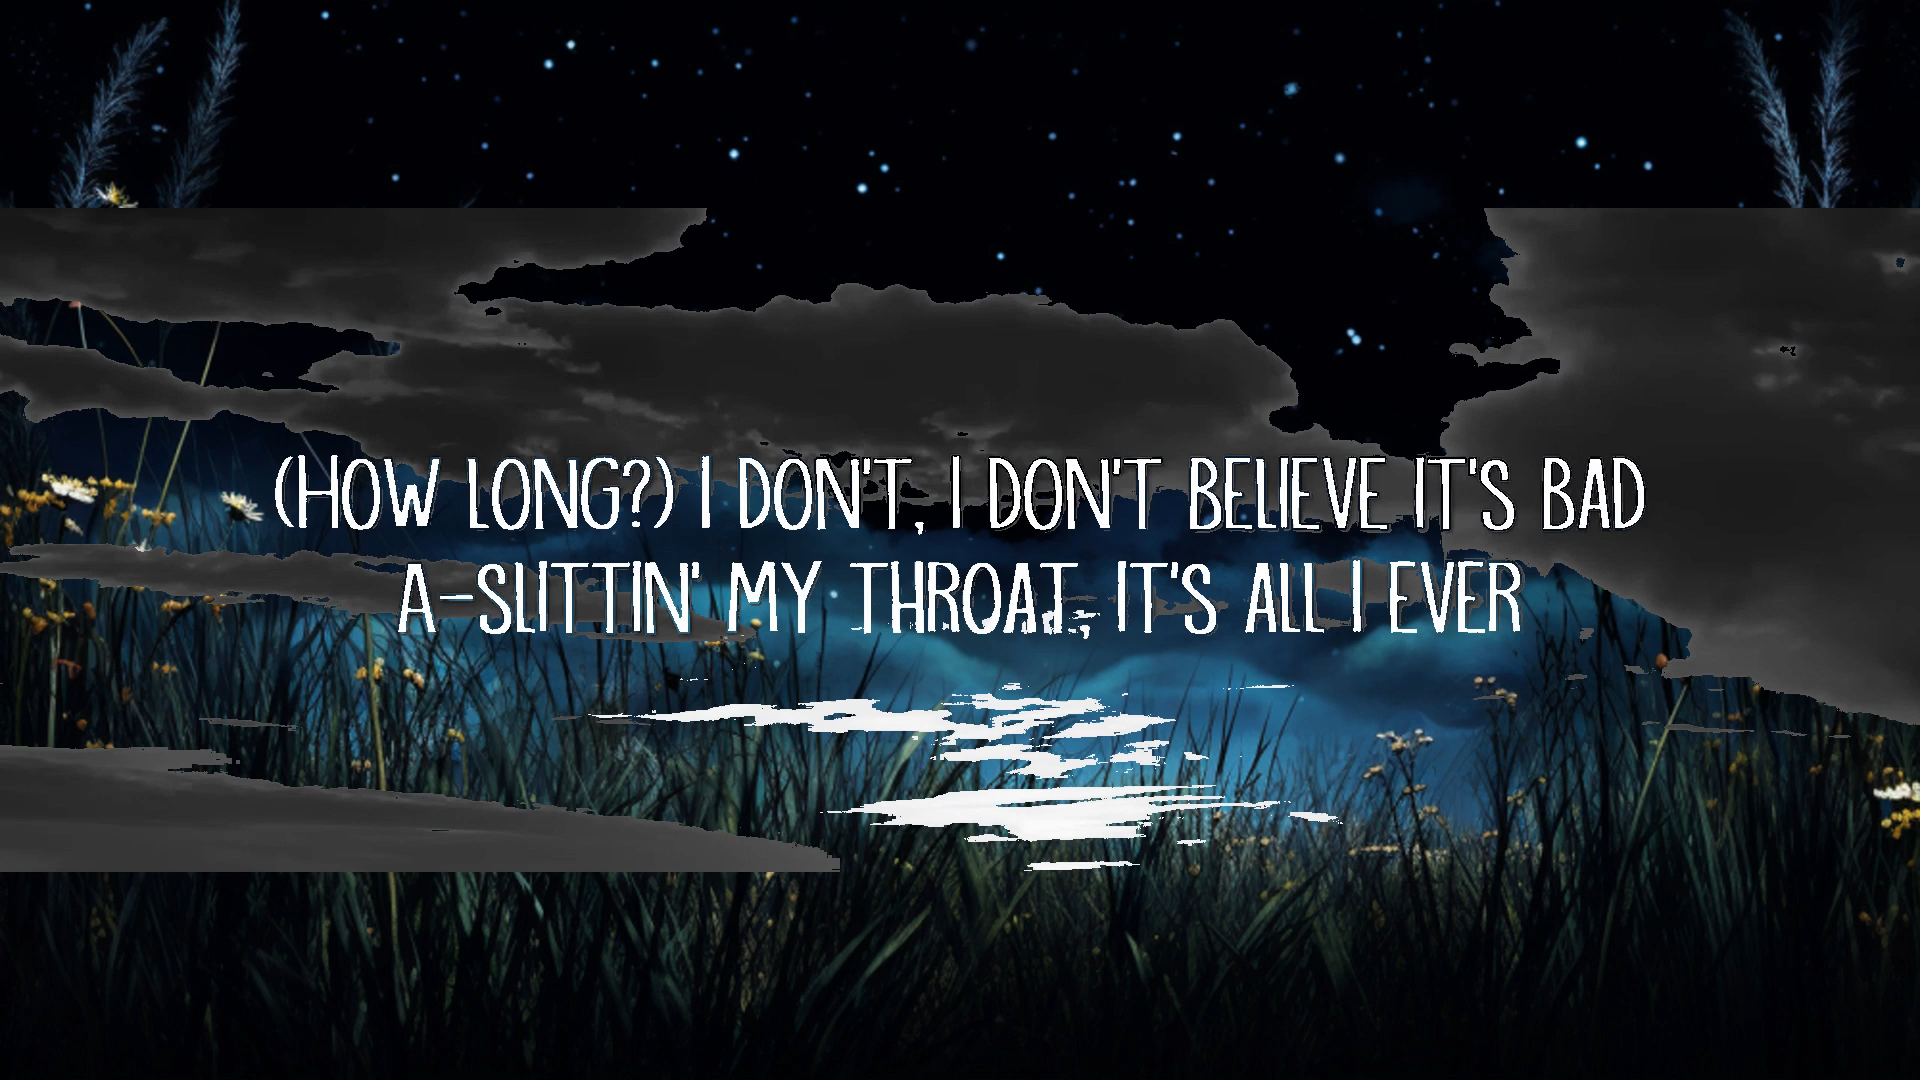 (HOW LONG?) I DON'T, I DON'T BELIEVE IT'S BAD
A-SLITTIN' MY THROAT, IT'S ALL I EVER